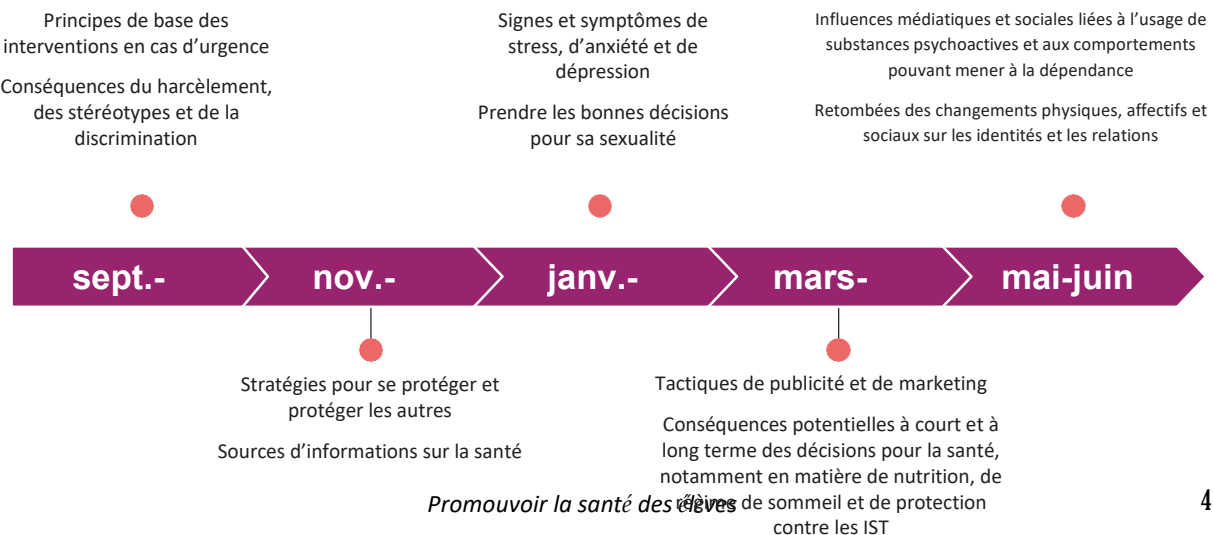 Principes de base des
interventions en cas d’urgence
Conséquences du harcèlement,
des stéréotypes et de la
discrimination
Signes et symptômes de
stress, d’anxiété et de
dépression
Prendre les bonnes décisions
pour sa sexualité
Influences médiatiques et sociales liées à l’usage de
substances psychoactives et aux comportements
pouvant mener à la dépendance
Retombées des changements physiques, affectifs et
sociaux sur les identités et les relations
sept.-
nov.-
janv.-
mars-
mai-juin
Stratégies pour se protéger et
protéger les autres
Sources d’informations sur la santé
Tactiques de publicité et de marketing
Conséquences potentielles à court et à
long terme des décisions pour la santé,
notamment en matière de nutrition, de
régime de sommeil et de protection
contre les IST
Promouvoir la santé des élèves
4